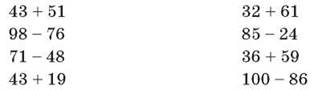 43 + 51 32 + 61
98 – 76 85 – 24
71 – 48 36 + 59
43 + 19 100 – 86